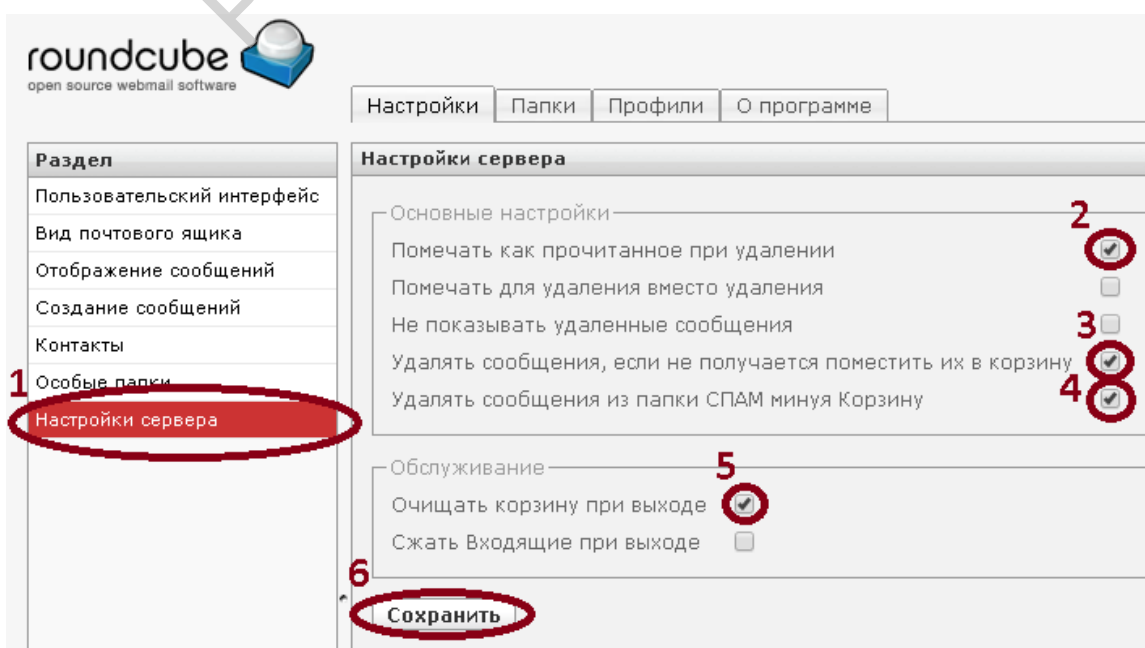 roundcube
open source webmail software
Настройки Папки Профили О программе
Раздел
Пользовательский интерфейс
Вид почтового ящика
Отображение сообщений
Создание сообщений
Контакты
1 Особые папки
Настройки сервера
Настройки сервера
Основные настройки
2
Помечать как прочитанное при удалении
Помечать для удаления вместо удаления
Не показывать удаленные сообщения 3
Удалять сообщения, если не получается поместить их в корзину
Удалять сообщения из папки СПАМ минуя Корзину 4
Обслуживание
5
Очищать корзину при выходе
Сжать Входящие при выходе
6
Сохранить